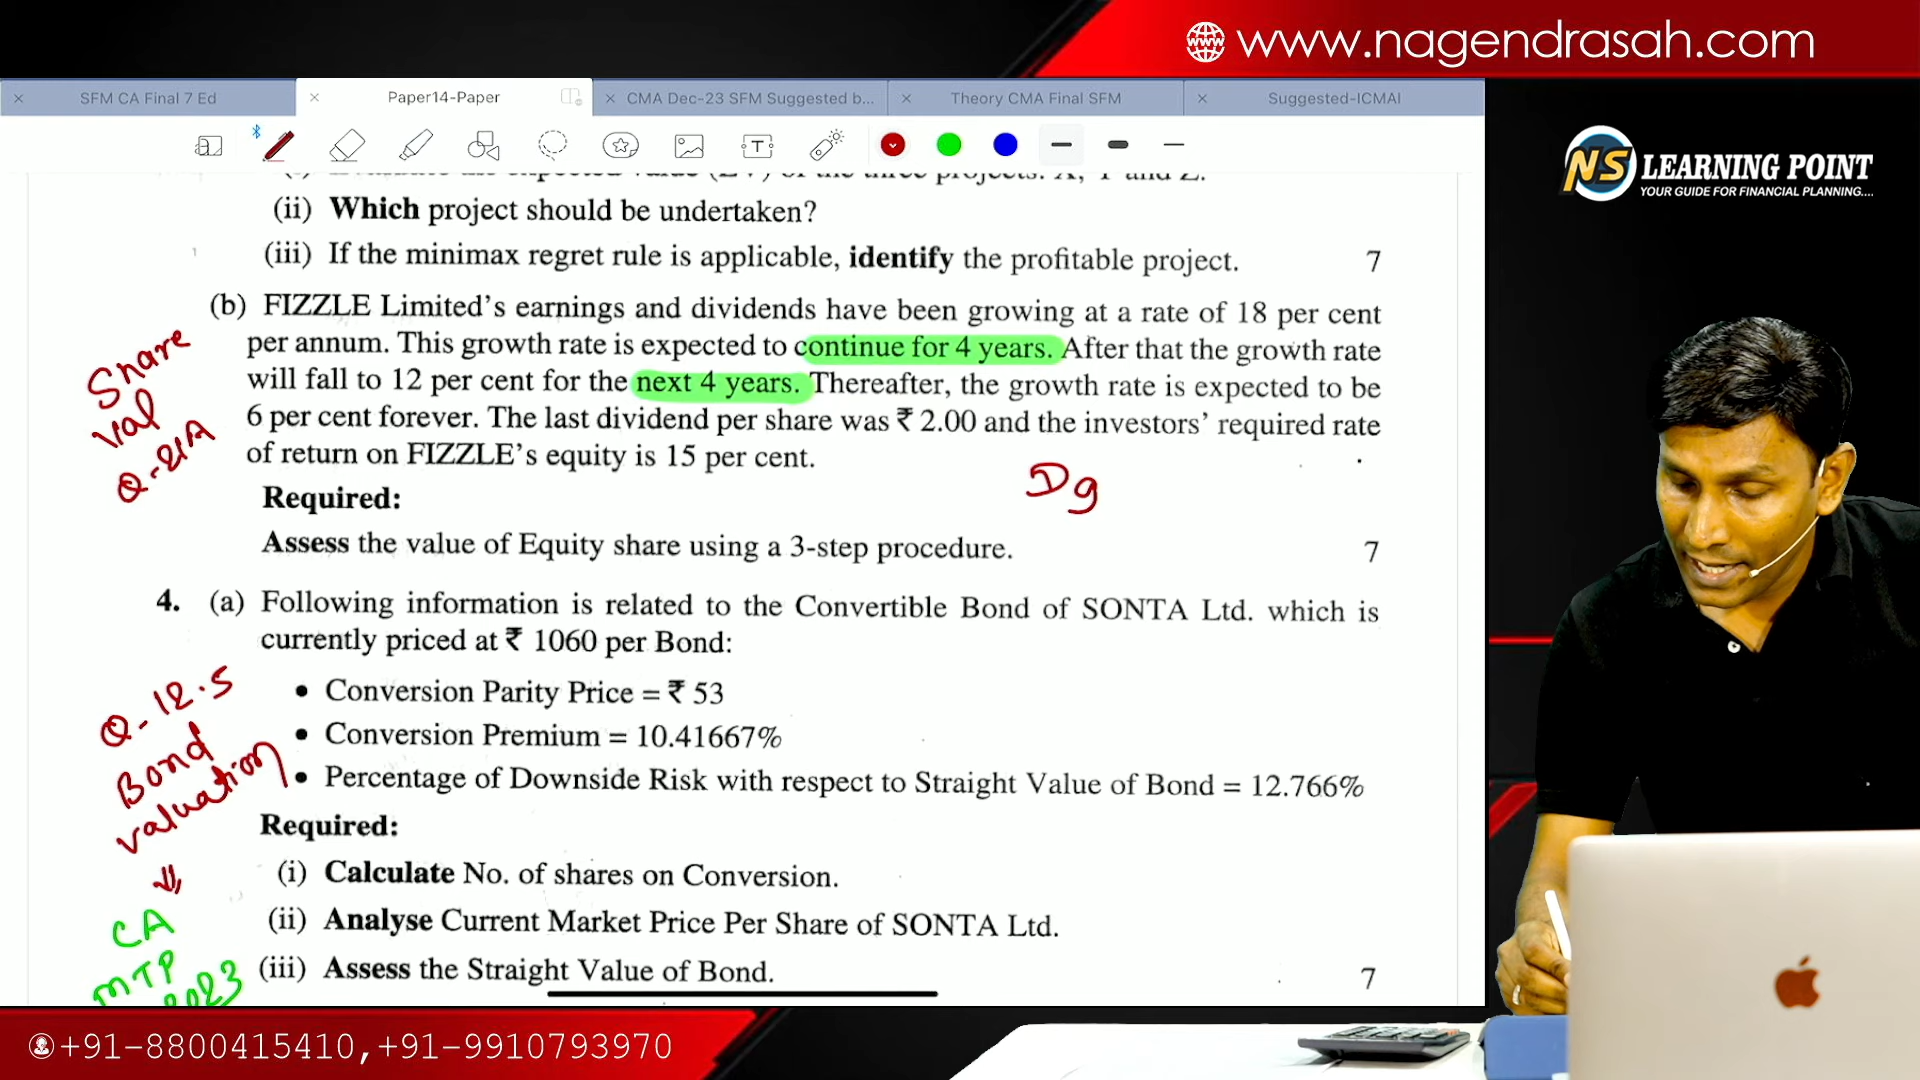 www.nagendrasah.com
SFM CA Final 7 Ed
Paper14-Paper
CMA Dec-23 SFM Suggested b...
Theory CMA Final SFM
Suggested-ICMAI
NS LEARNING POINT
YOUR GUIDE FOR FINANCIAL PLANNING....
(ii) Which project should be undertaken?
(iii) If the minimax regret rule is applicable, identify the profitable project. 7
(b) FIZZLE Limited's earnings and dividends have been growing at a rate of 18 per cent
per annum. This growth rate is expected to continue for 4 years. After that the growth rate
will fall to 12 per cent for the next 4 years. Thereafter, the growth rate is expected to be
6 per cent forever. The last dividend per share was ₹ 2.00 and the investors' required rate
of return on FIZZLE's equity is 15 per cent.
Share
val
Q-21A
D9
Required:
Assess the value of Equity share using a 3-step procedure. 7
4. (a) Following information is related to the Convertible Bond of SONTA Ltd. which is
currently priced at ₹ 1060 per Bond:
• Conversion Parity Price = ₹ 53
• Conversion Premium = 10.41667%
• Percentage of Downside Risk with respect to Straight Value of Bond = 12.766%
Q-12.5
Bond
valuation
Required:
(i) Calculate No. of shares on Conversion.
(ii) Analyse Current Market Price Per Share of SONTA Ltd.
(iii) Assess the Straight Value of Bond. 7
CA
MTP
2023
+91-8800415410,+91-9910793970